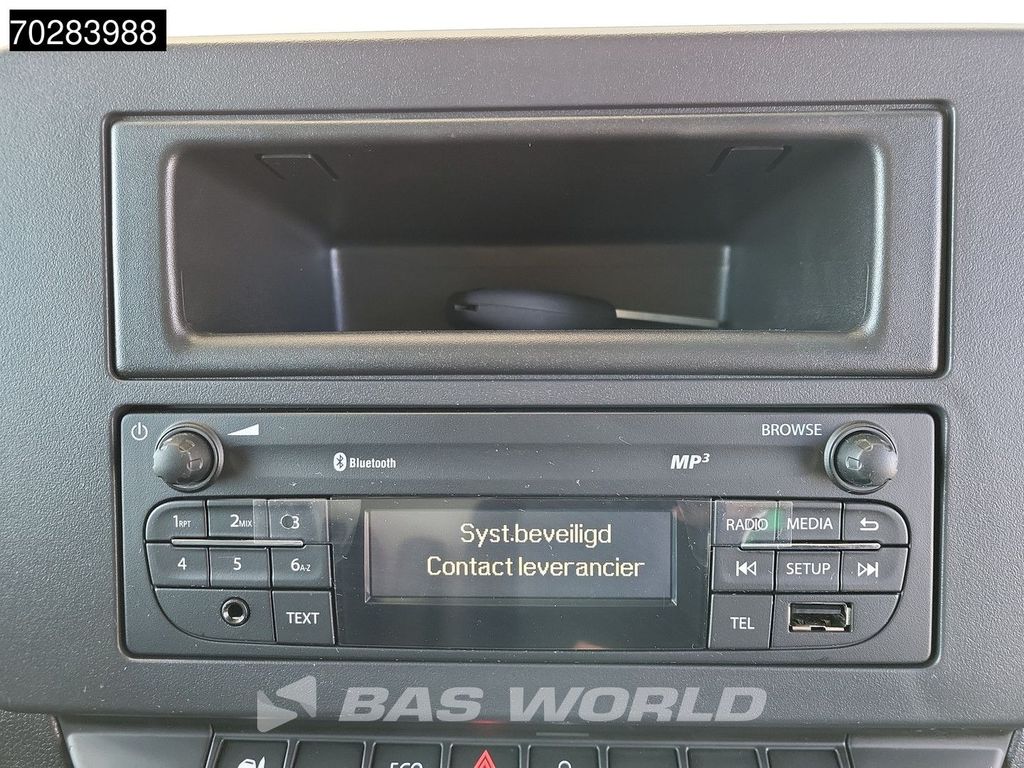 70283988
BROWSE
Bluetooth
MP3
1RPT 2MIX 3
RADIO MEDIA
Syst.beveiligd
4 5 6A-Z
Contact leverancier
SETUP
TEXT
TEL
BAS WORLD
ECO